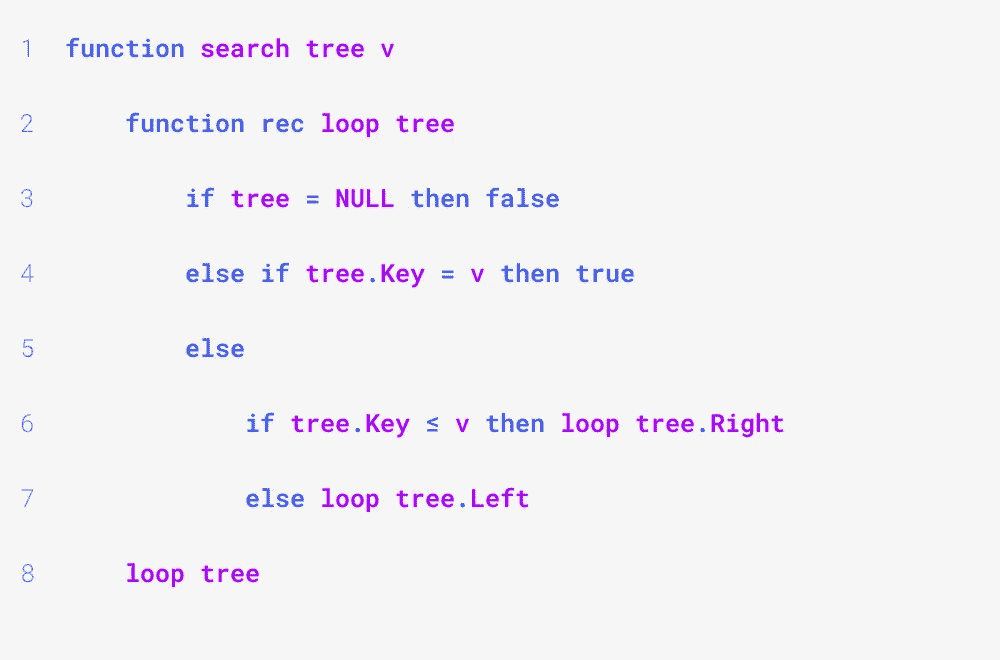 1 function search tree v
2 function rec loop tree
3 if tree = NULL then false
4 else if tree.Key = v then true
5 else
6 if tree.Key ≤ v then loop tree.Right
7 else loop tree.Left
8 loop tree